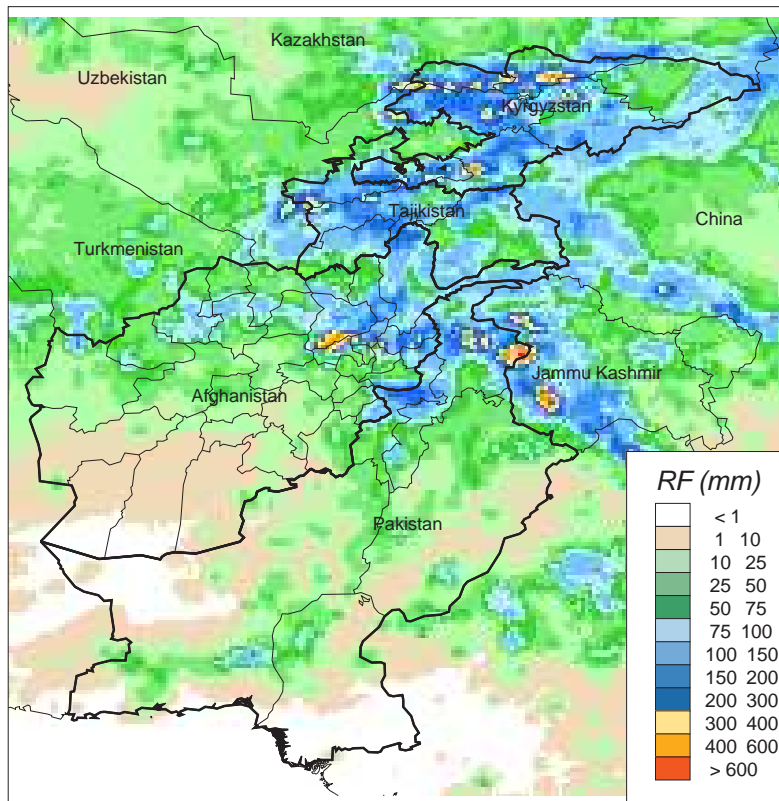 Kazakhstan
Uzbekistan
Kyrgyzstan
Tajikistan
China
Turkmenistan
Jammu Kashmir
Afghanistan
Pakistan
RF (mm)
< 1
1 10
10 25
25 50
50 75
75 100
100 150
150 200
200 300
300 400
400 600
> 600